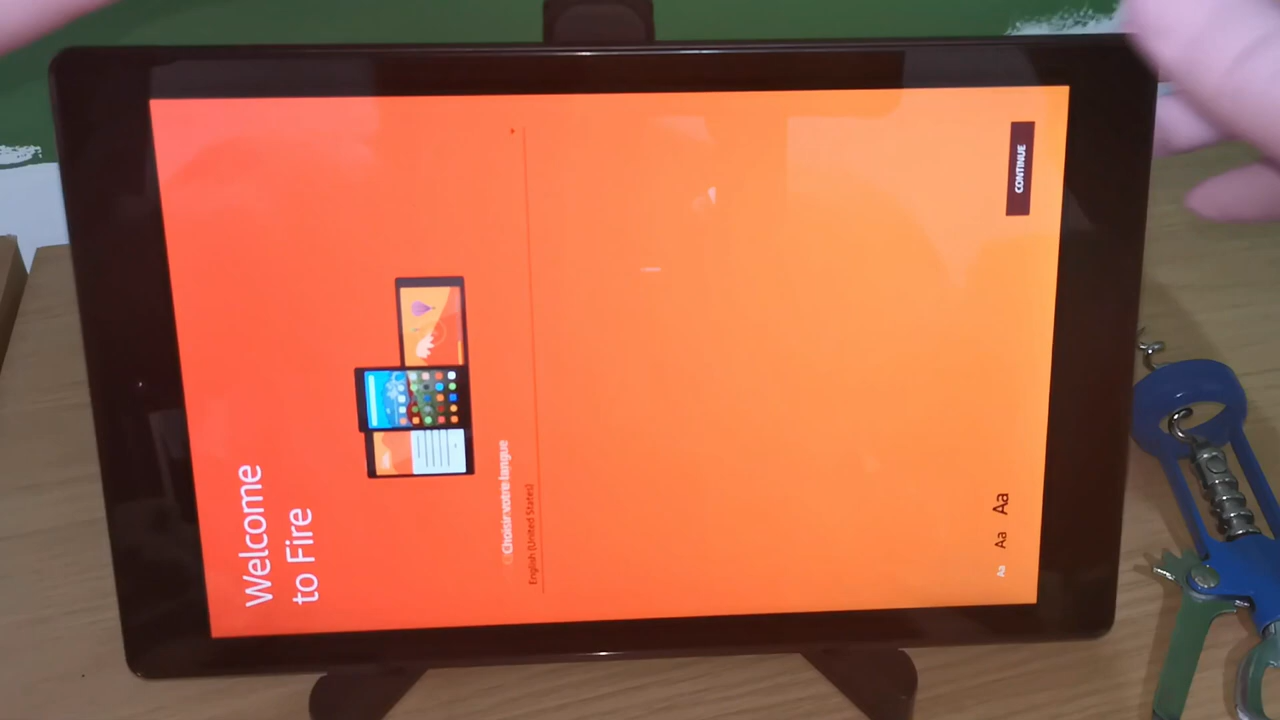 Welcome
to Fire
Choisir votre langue
English (United States)
Aa Aa Aa
CONTINUE